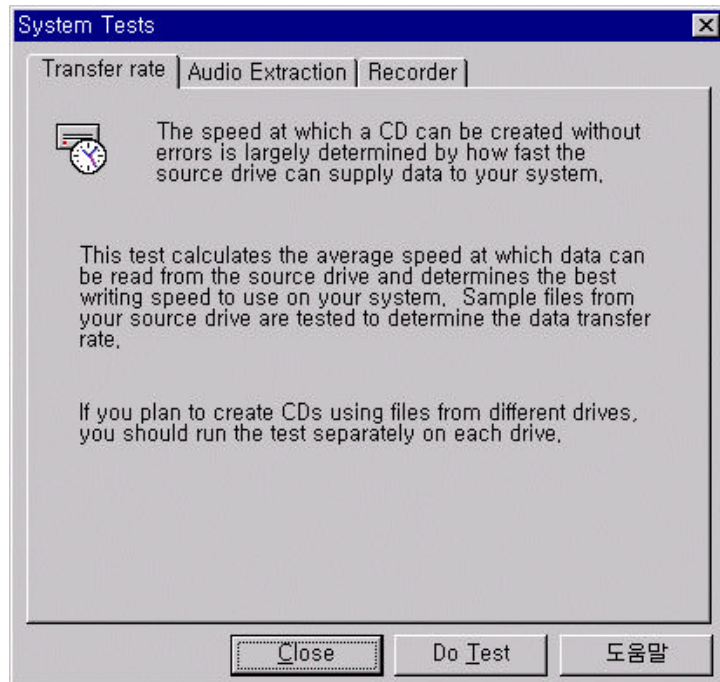 System Tests
Transfer rate Audio Extraction Recorder
The speed at which a CD can be created without
errors is largely determined by how fast the
source drive can supply data to your system.
This test calculates the average speed at which data can
be read from the source drive and determines the best
writing speed to use on your system. Sample files from
your source drive are tested to determine the data transfer
rate.
If you plan to create CDs using files from different drives,
you should run the test separately on each drive.
Close Do Test 도움말